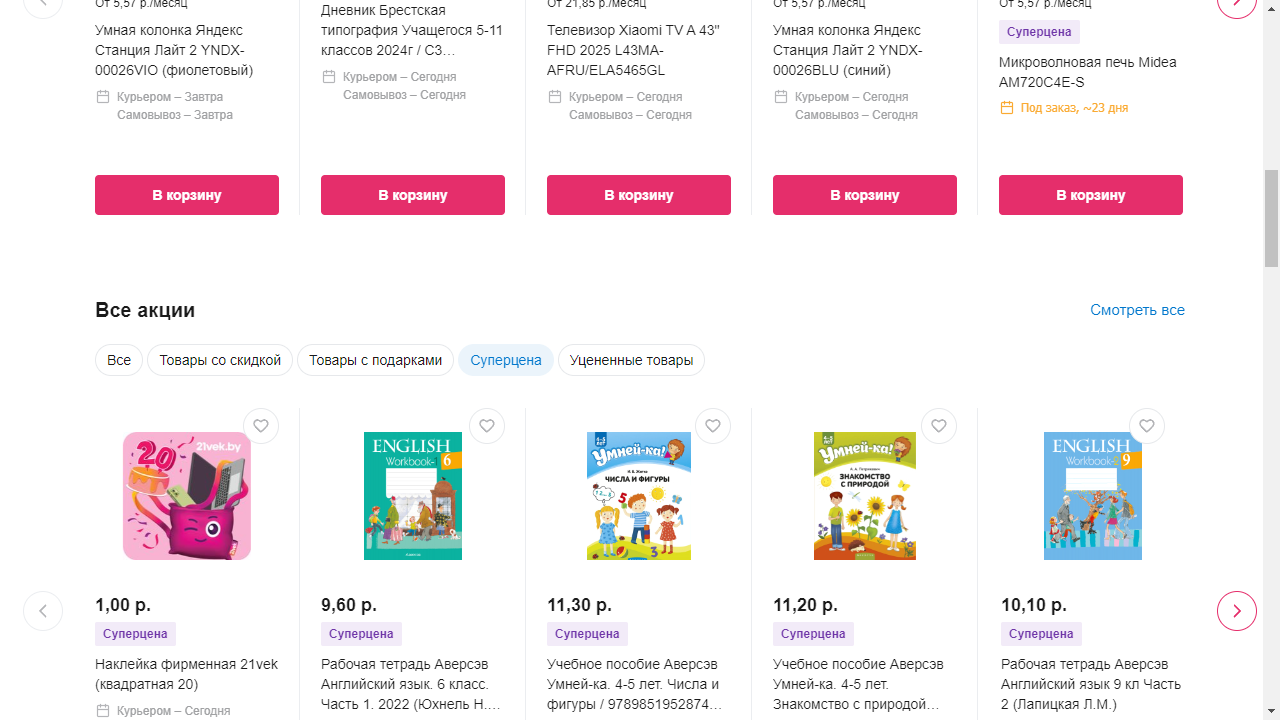 От 5,57 р./месяц
Умная колонка Яндекс
Станция Лайт 2 YNDX-
00026VIO (фиолетовый)
Курьером – Завтра
Самовывоз – Завтра
В корзину
Дневник Брестская
типография Учащегося 5-11
классов 2024г / С3…
Курьером – Сегодня
Самовывоз – Сегодня
В корзину
От 21,85 р./месяц
Телевизор Xiaomi TV A 43"
FHD 2025 L43MA-
AFRU/ELA5465GL
Курьером – Сегодня
Самовывоз – Сегодня
В корзину
От 5,57 р./месяц
Умная колонка Яндекс
Станция Лайт 2 YNDX-
00026BLU (синий)
Курьером – Сегодня
Самовывоз – Сегодня
В корзину
От 5,57 р./месяц
Суперцена
Микроволновая печь Midea
AM720C4E-S
Под заказ, ~23 дня
В корзину
Все акции
Смотреть все
Все
Товары со скидкой
Товары с подарками
Суперцена
Уцененные товары
21vek.by
20
1,00 р.
Суперцена
Наклейка фирменная 21vek
(квадратная 20)
Курьером – Сегодня
ENGLISH
Workbook-1 6
9,60 р.
Суперцена
Рабочая тетрадь Аверсэв
Английский язык. 6 класс.
Часть 1. 2022 (Юхнель Н.…
Умней-ка!
ЧИСЛА И ФИГУРЫ
11,30 р.
Суперцена
Учебное пособие Аверсэв
Умней-ка. 4-5 лет. Числа и
фигуры / 9789851952874…
Умней-ка!
ЗНАКОМСТВО
С ПРИРОДОЙ
11,20 р.
Суперцена
Учебное пособие Аверсэв
Умней-ка. 4-5 лет.
Знакомство с природой…
ENGLISH
Workbook-2 9
10,10 р.
Суперцена
Рабочая тетрадь Аверсэв
Английский язык 9 кл Часть
2 (Лапицкая Л.М.)